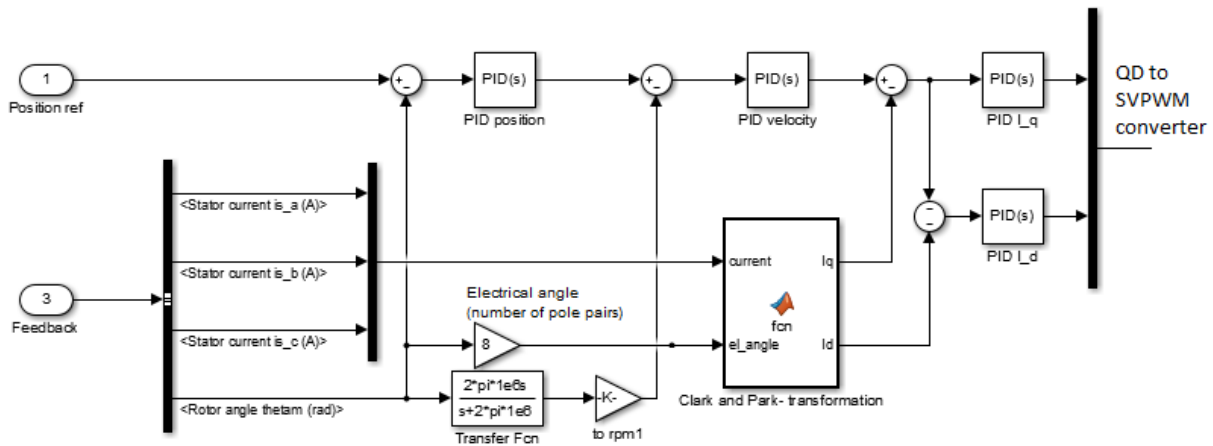 1
Position ref
+
−
PID(s)
PID position
+
−
PID(s)
PID velocity
+
−
PID(s)
PID I_q
QD to
SVPWM
converter
<Stator current is_a (A)>
<Stator current is_b (A)>
<Stator current is_c (A)>
<Rotor angle thetam (rad)>
3
Feedback
Electrical angle
(number of pole pairs)
8
2*pi*1e6s
s+2*pi*1e6
Transfer Fcn
-K-
to rpm1
current
el_angle
fcn
Iq
Id
Clark and Park- transformation
−
−
PID(s)
PID I_d